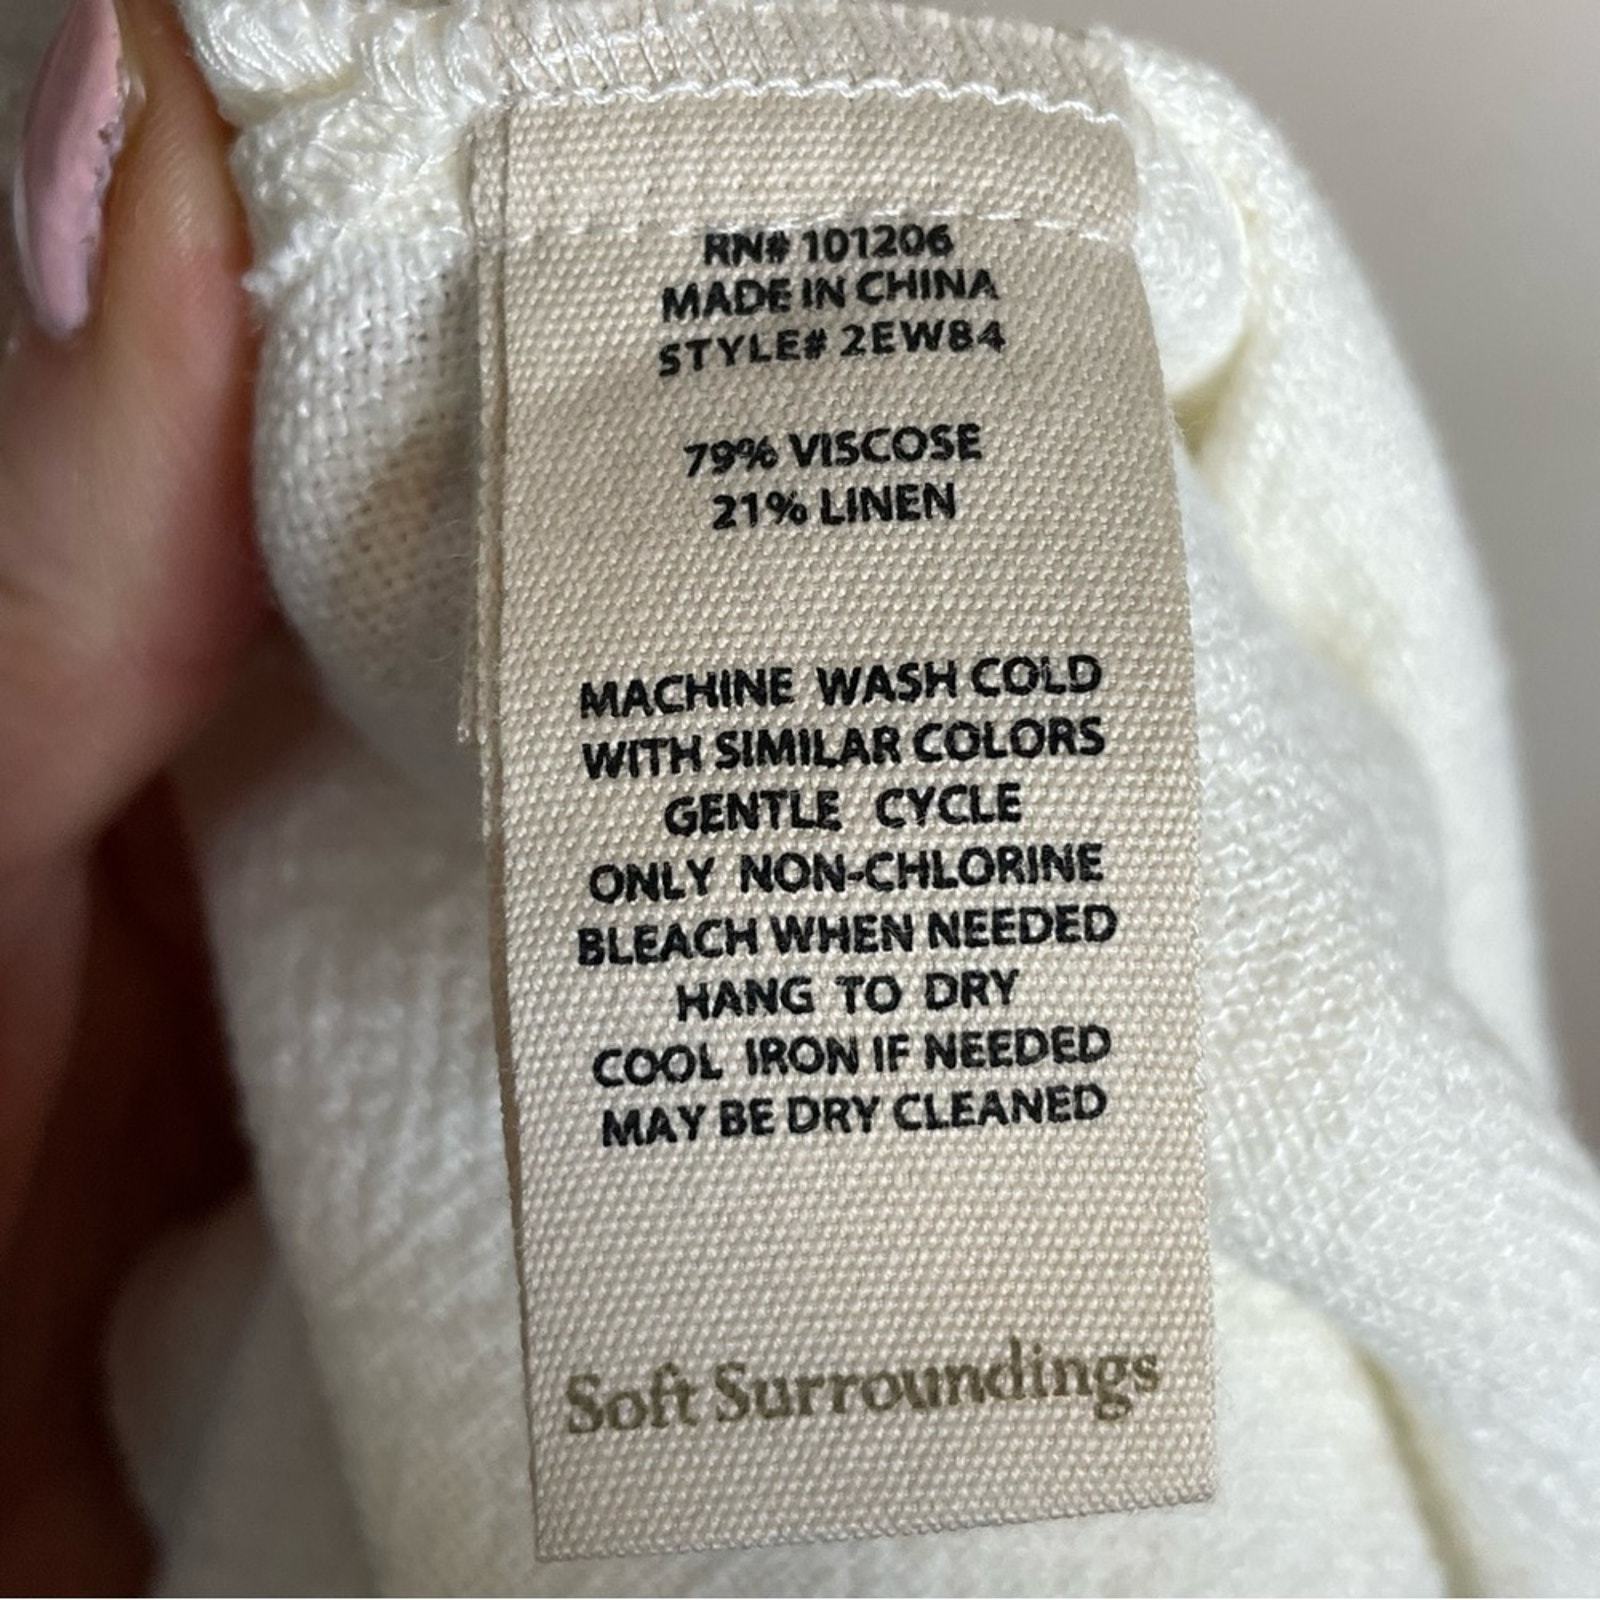 RN# 101206
MADE IN CHINA
STYLE# 2EW84
79% VISCOSE
21% LINEN
MACHINE WASH COLD
WITH SIMILAR COLORS
GENTLE CYCLE
ONLY NON-CHLORINE
BLEACH WHEN NEEDED
HANG TO DRY
COOL IRON IF NEEDED
MAY BE DRY CLEANED
Soft Surroundings